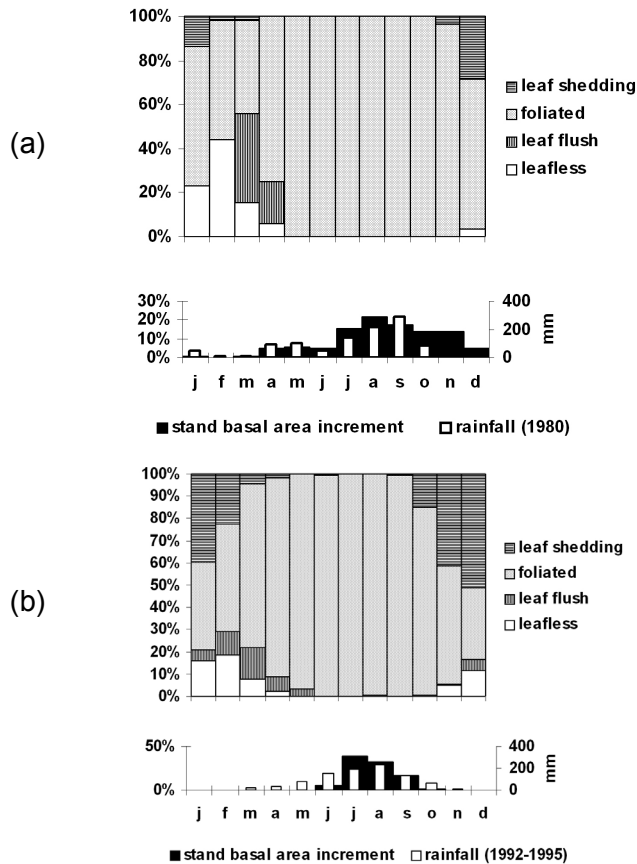 (a)
100%
80%
60%
40%
20%
0%
leaf shedding
foliated
leaf flush
leafless
30%
20%
10%
0%
400
200
0
mm
j f m a m j j a s o n d
stand basal area increment rainfall (1980)
(b)
100%
90%
80%
70%
60%
50%
40%
30%
20%
10%
0%
leaf shedding
foliated
leaf flush
leafless
50%
0%
400
200
0
mm
j f m a m j j a s o n d
stand basal area increment rainfall (1992-1995)